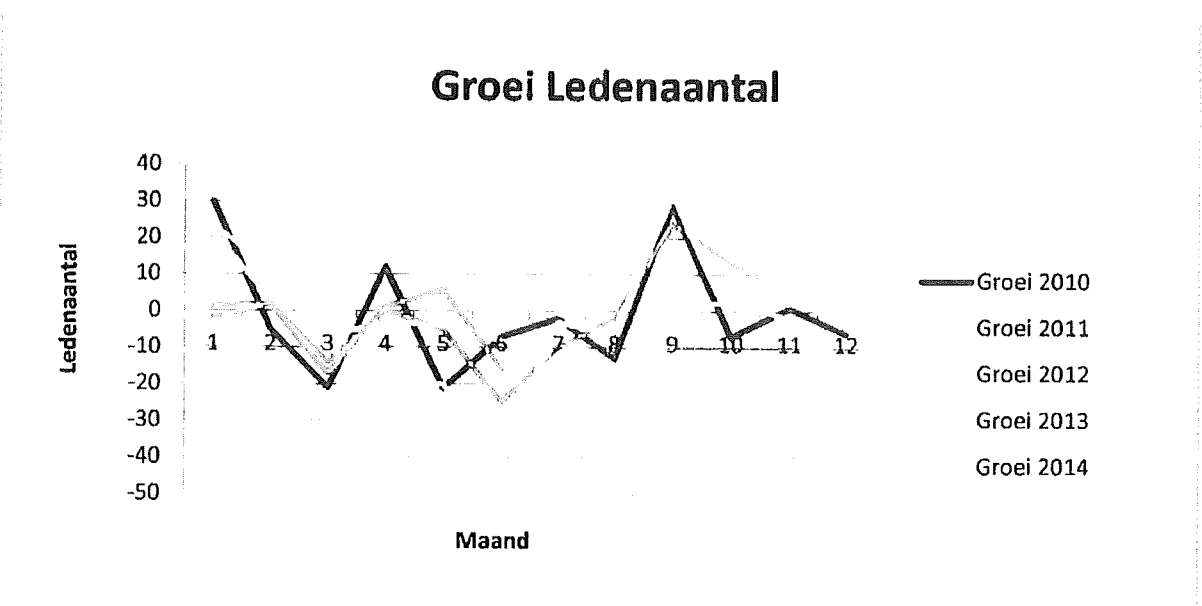 Groei Ledenaantal
40
30
20
10
0
-10
-20
-30
-40
-50
Ledenaantal
1 2 3 4 5 6 7 8 9 10 11 12
Maand
Groei 2010
Groei 2011
Groei 2012
Groei 2013
Groei 2014